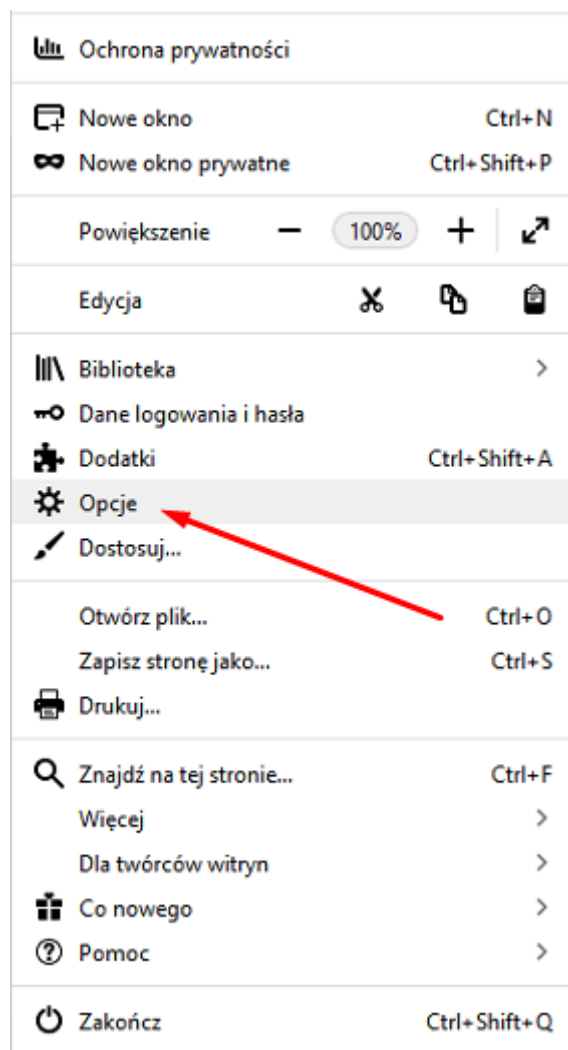 Ochrona prywatności
Nowe okno Ctrl+N
Nowe okno prywatne Ctrl+Shift+P
Powiększenie 100%
Edycja
Biblioteka
Dane logowania i hasła
Dodatki Ctrl+Shift+A
Opcje
Dostosuj...
Otwórz plik... Ctrl+O
Zapisz stronę jako... Ctrl+S
Drukuj...
Znajdź na tej stronie... Ctrl+F
Więcej
Dla twórców witryn
Co nowego
Pomoc
Zakończ Ctrl+Shift+Q